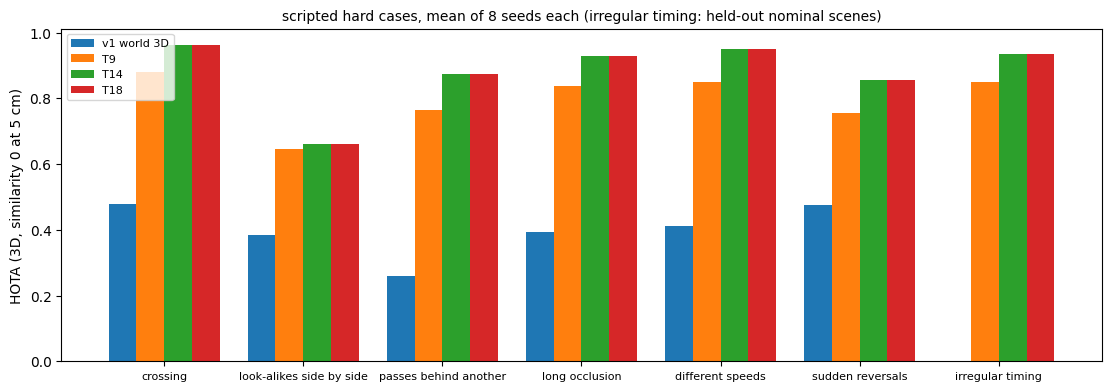 scripted hard cases, mean of 8 seeds each (irregular timing: held-out nominal scenes)
HOTA (3D, similarity 0 at 5 cm)
1.0
0.8
0.6
0.4
0.2
0.0
v1 world 3D
T9
T14
T18
crossing
look-alikes side by side
passes behind another
long occlusion
different speeds
sudden reversals
irregular timing